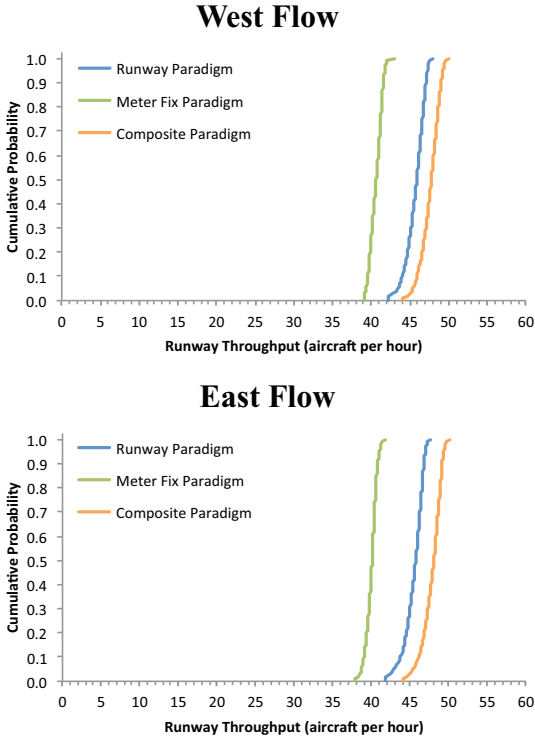 West Flow
1.0
0.9
0.8
0.7
0.6
0.5
0.4
0.3
0.2
0.1
0.0
Cumulative Probability
Runway Paradigm
Meter Fix Paradigm
Composite Paradigm
0 5 10 15 20 25 30 35 40 45 50 55 60
Runway Throughput (aircraft per hour)
East Flow
1.0
0.9
0.8
0.7
0.6
0.5
0.4
0.3
0.2
0.1
0.0
Cumulative Probability
Runway Paradigm
Meter Fix Paradigm
Composite Paradigm
0 5 10 15 20 25 30 35 40 45 50 55 60
Runway Throughput (aircraft per hour)